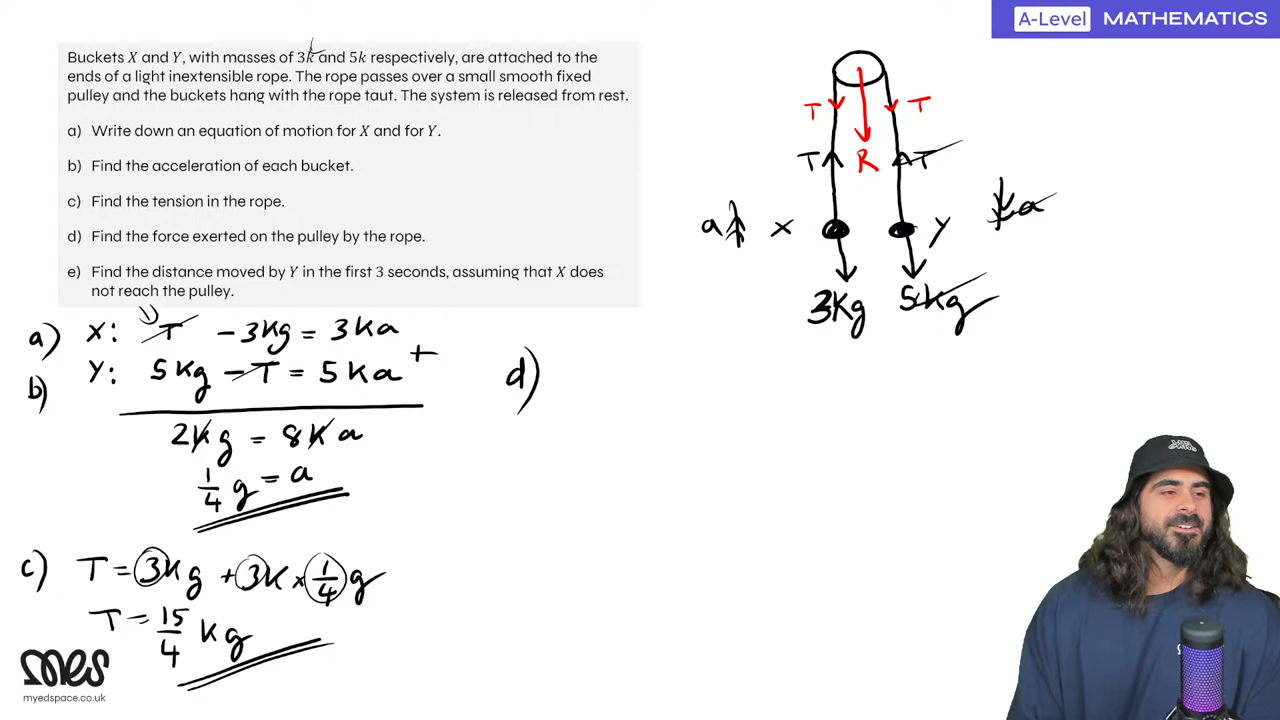 A-Level MATHEMATICS
Buckets X and Y, with masses of 3k and 5k respectively, are attached to the
ends of a light inextensible rope. The rope passes over a small smooth fixed
pulley and the buckets hang with the rope taut. The system is released from rest.
a) Write down an equation of motion for X and for Y.
b) Find the acceleration of each bucket.
c) Find the tension in the rope.
d) Find the force exerted on the pulley by the rope.
e) Find the distance moved by Y in the first 3 seconds, assuming that X does
not reach the pulley.
T T
T R T
a X Y a
3kg 5kg
a) X: T - 3kg = 3ka
b) Y: 5kg - T = 5ka +
2kg = 8ka
1/4 g = a
c) T = 3kg + 3k × 1/4 g
T = 15/4 kg
d)
mes
myedspace.co.uk